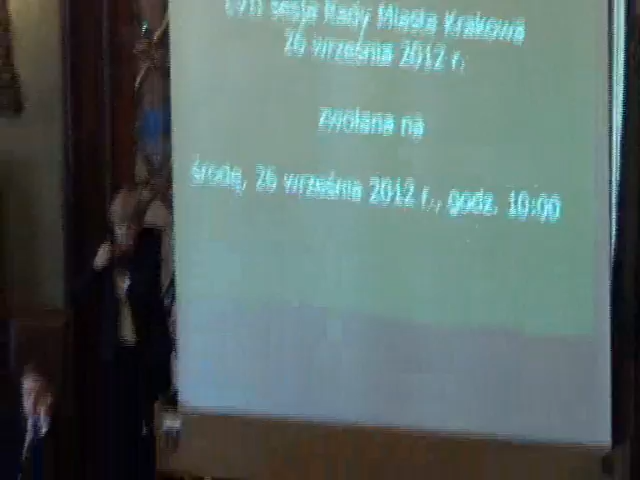 sesja Rady Miasta Krakowa
26 września 2012 r.
zwołana na
środę, 26 września 2012 r., godz. 10:00